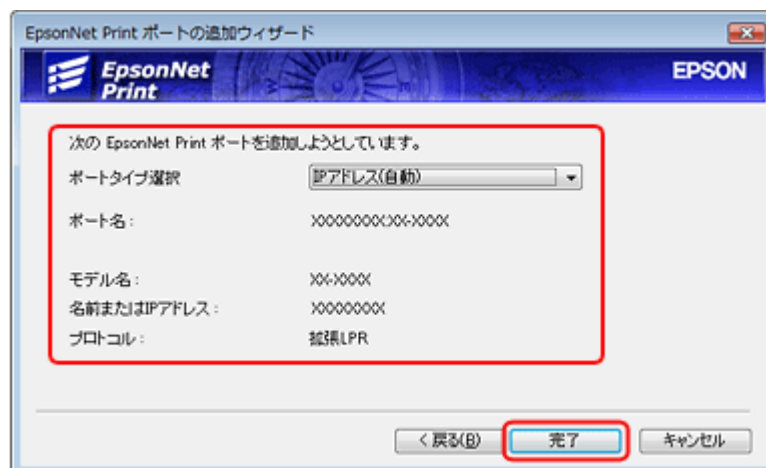 EpsonNet Print ポートの追加ウィザード
EpsonNet
Print
EPSON
次の EpsonNet Print ポートを追加しようとしています。
ポートタイプ選択 IPアドレス(自動)
ポート名： XXXXXXXX:XX-XXXX
モデル名： XX-XXXX
名前またはIPアドレス： XXXXXXXX
プロトコル： 拡張LPR
< 戻る(B) 完了 キャンセル